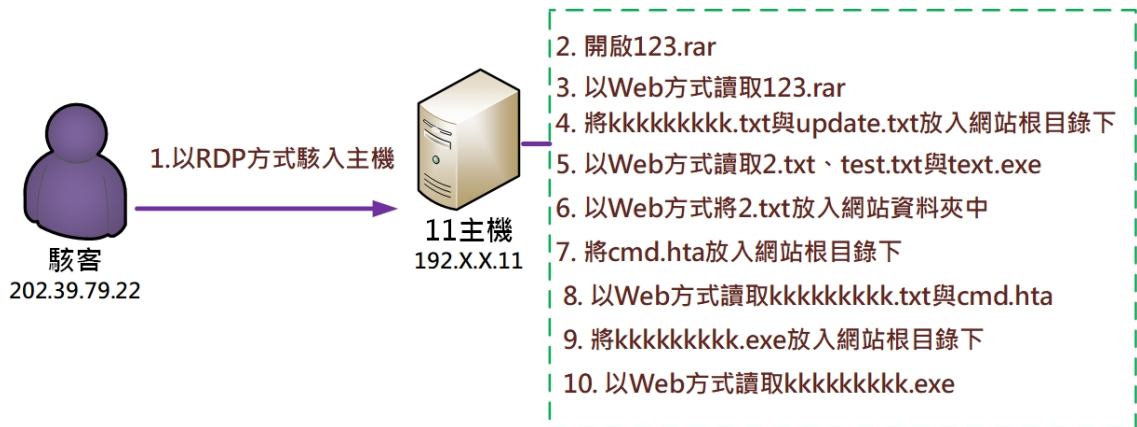 1.以RDP方式駭入主機
駭客
202.39.79.22
11主機
192.X.X.11
2. 開啟123.rar
3. 以Web方式讀取123.rar
4. 將kkkkkkkkk.txt與update.txt放入網站根目錄下
5. 以Web方式讀取2.txt、test.txt與text.exe
6. 以Web方式將2.txt放入網站資料夾中
7. 將cmd.hta放入網站根目錄下
8. 以Web方式讀取kkkkkkkkk.txt與cmd.hta
9. 將kkkkkkkkk.exe放入網站根目錄下
10. 以Web方式讀取kkkkkkkkk.exe